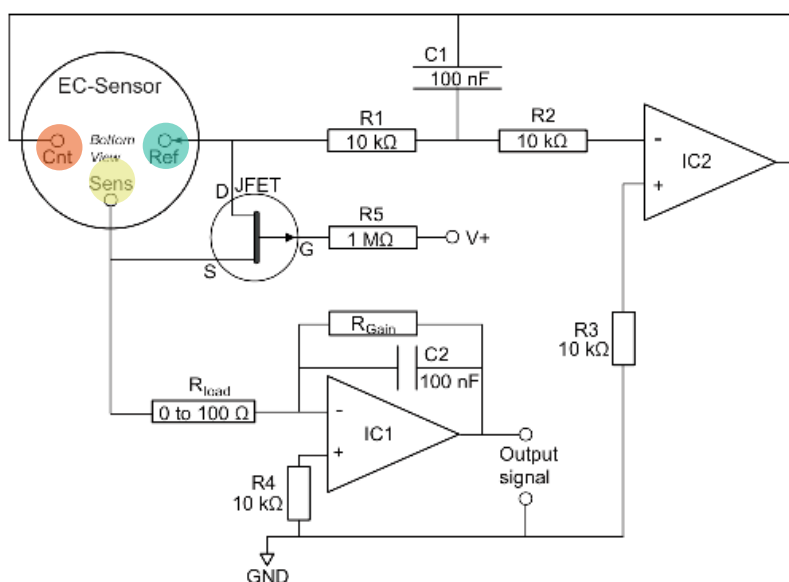 C1
100 nF
EC-Sensor
R1
10 kΩ
R2
10 kΩ
Bottom
View
Cnt
Ref
Sens
-
+
IC2
D
JFET
S
G
R5
1 MΩ
V+
R3
10 kΩ
RGain
C2
100 nF
Rload
0 to 100 Ω
-
+
IC1
R4
10 kΩ
Output
signal
GND